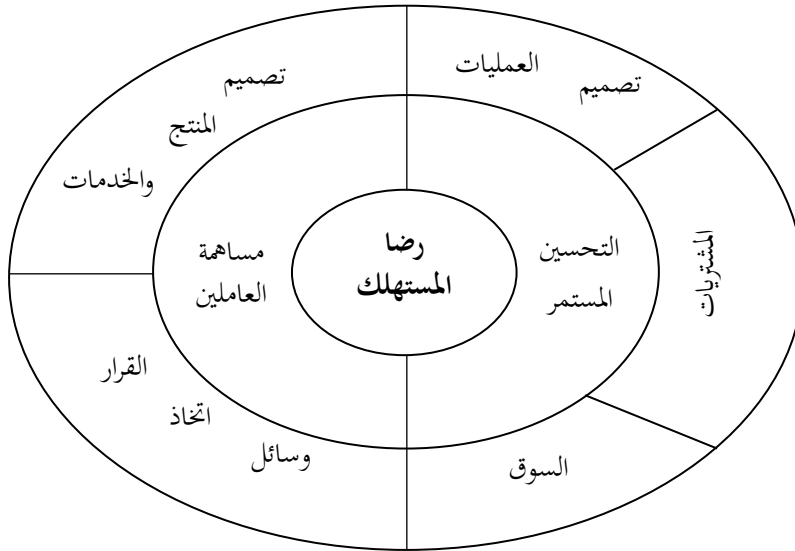 تصميم العمليات
تصميم
المنتج
والخدمات
المشتريات
رضا
المستهلك
التحسين
المستمر
مساهمة
العاملين
وسائل
اتخاذ
القرار
السوق